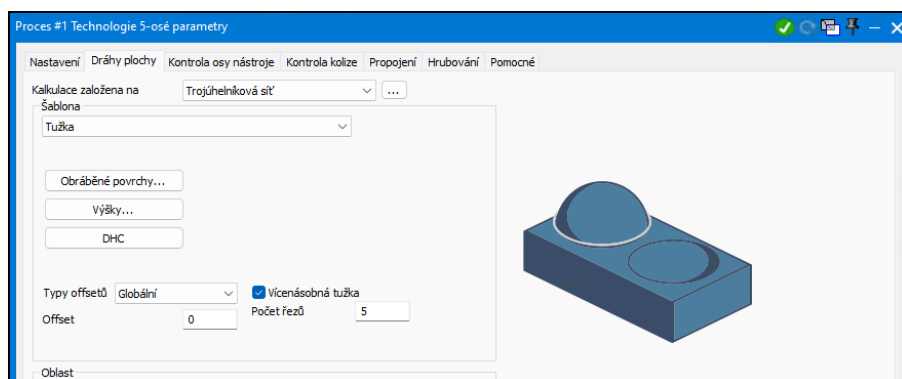 Proces #1 Technologie 5-osé parametry
Nastavení Dráhy plochy Kontrola osy nástroje Kontrola kolize Propojení Hrubování Pomocné
Kalkulace založena na Trojúhelníková síť ...
Šablona
Tužka
Obráběné povrchy...
Výšky...
DHC
Typy offsetů Globální Vícenásobná tužka
Offset 0 Počet řezů 5
Oblast